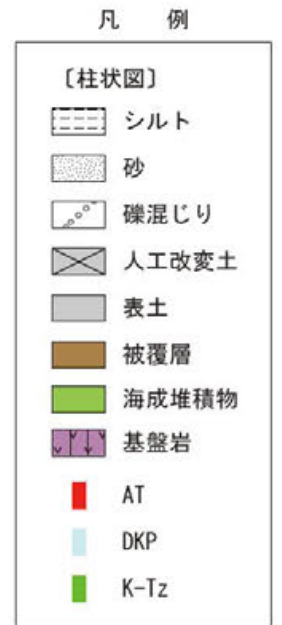 凡 例
〔柱状図〕
シルト
砂
礫混じり
人工改変土
表土
被覆層
海成堆積物
基盤岩
AT
DKP
K-Tz